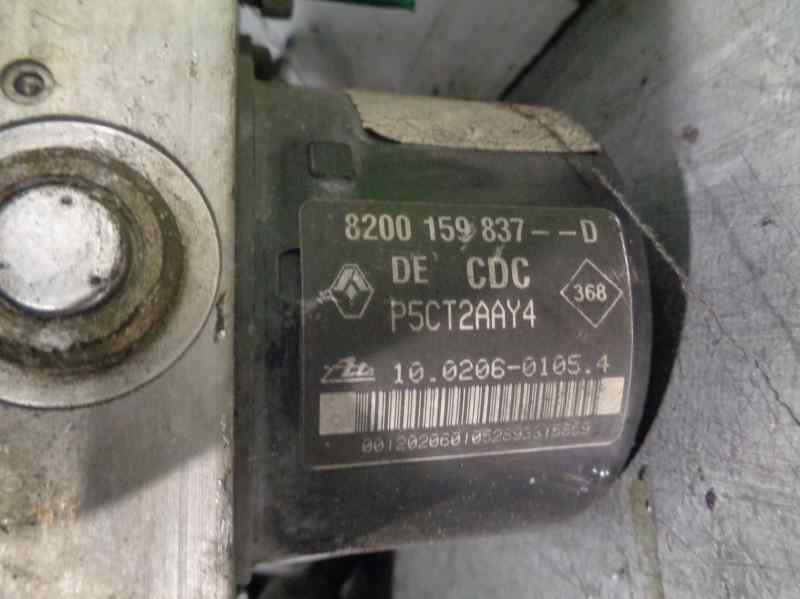 8200 159 837--D
DE CDC
368
P5CT2AAY4
10.0206-0105.4